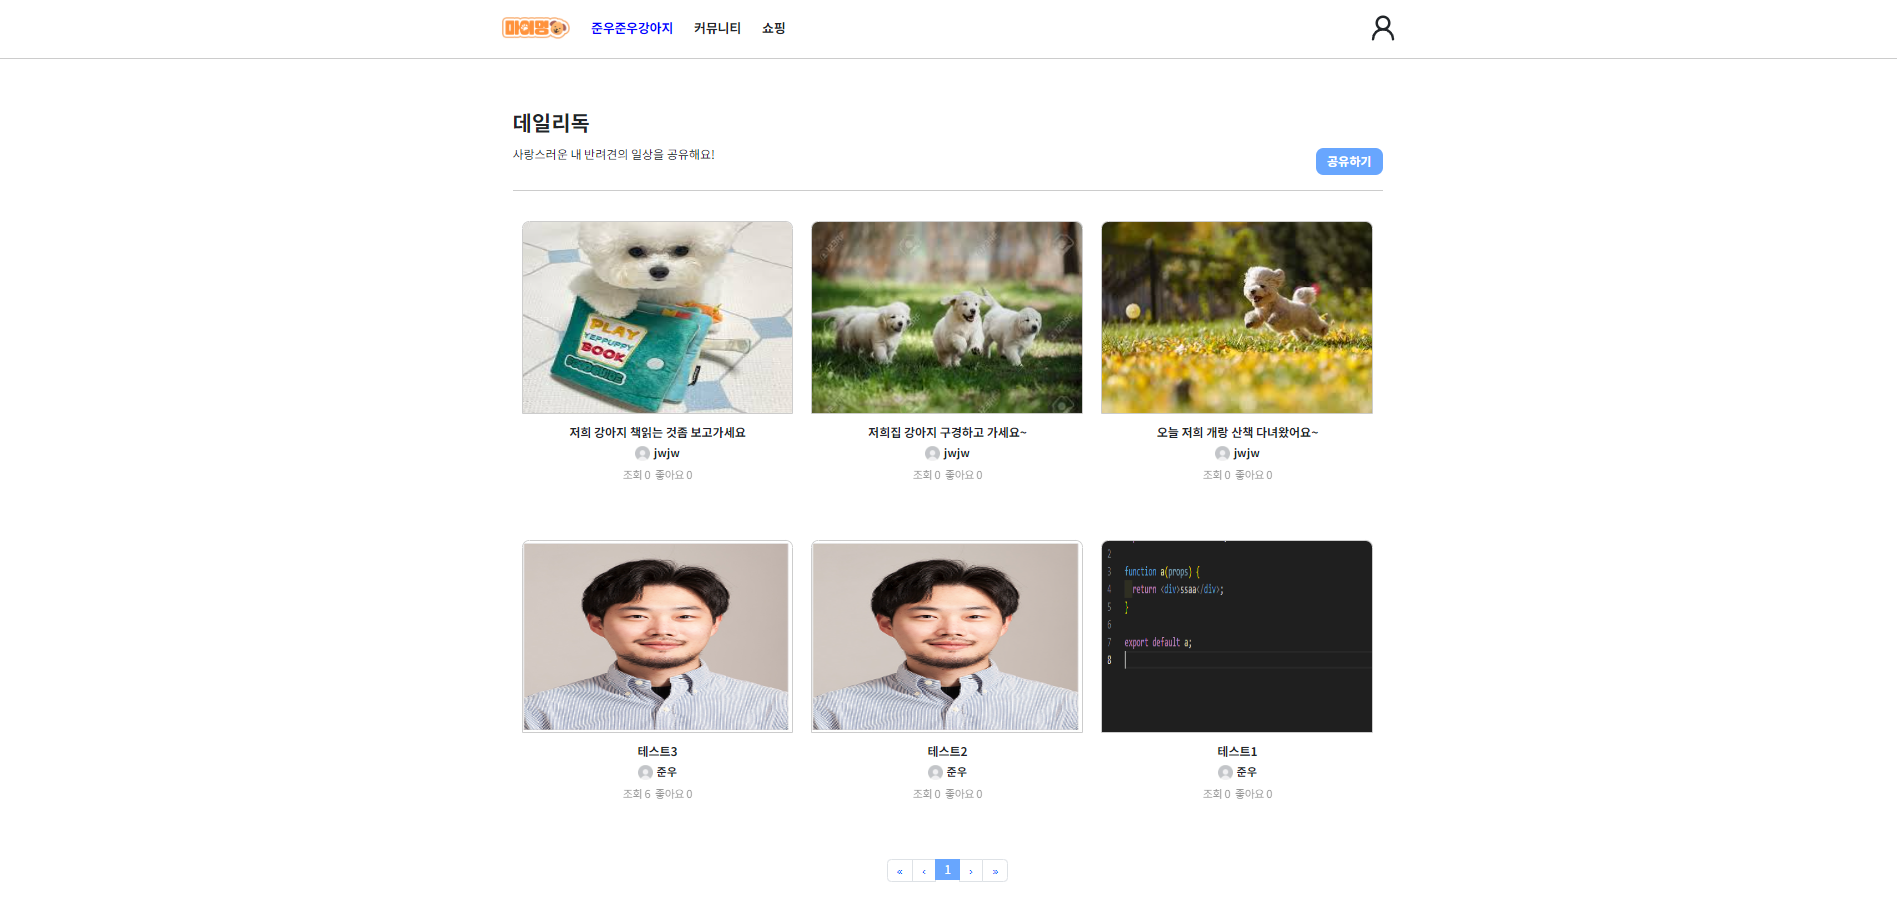 마이멍 준우준우강아지 커뮤니티 쇼핑
데일리독
사랑스러운 내 반려견의 일상을 공유해요!
공유하기
PLAY
YEPPUPPY
BOOK
저희 강아지 책읽는 것좀 보고가세요
jwjw
조회 0 좋아요 0
123RF
저희집 강아지 구경하고 가세요~
jwjw
조회 0 좋아요 0
오늘 저희 개랑 산책 다녀왔어요~
jwjw
조회 0 좋아요 0
테스트3
준우
조회 6 좋아요 0
테스트2
준우
조회 0 좋아요 0
2
3 function a(props) {
4 return <div>ssaa</div>;
5 }
6
7 export default a;
8
테스트1
준우
조회 0 좋아요 0
« ‹ 1 › »